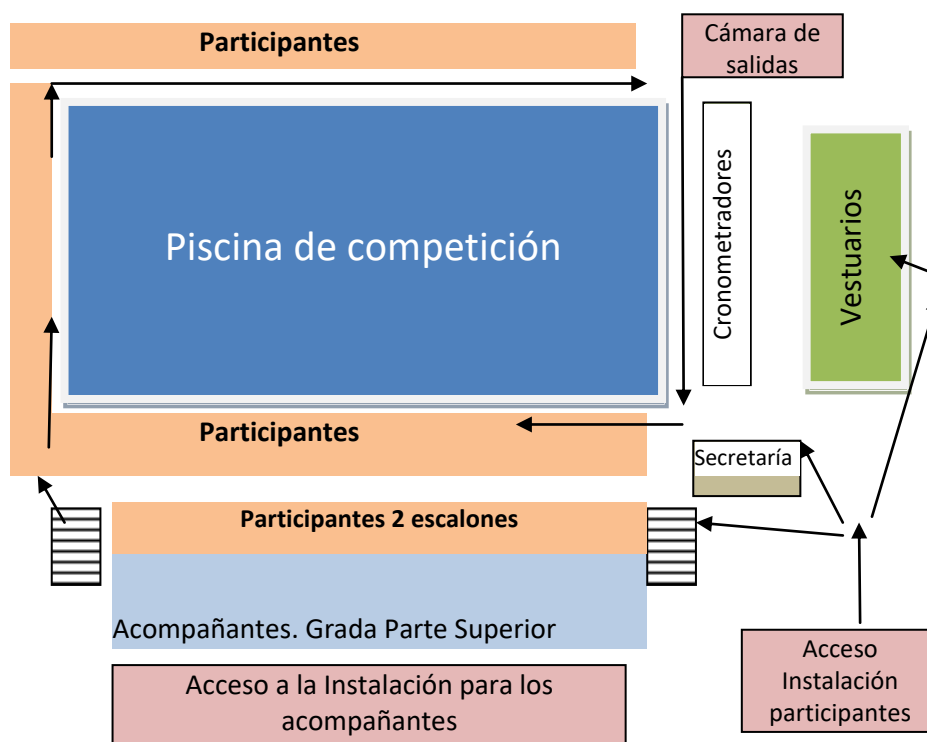 Participantes
Cámara de
salidas
Piscina de competición
Cronometradores
Vestuarios
Participantes
Secretaría
Participantes 2 escalones
Acompañantes. Grada Parte Superior
Acceso a la Instalación para los
acompañantes
Acceso
Instalación
participantes